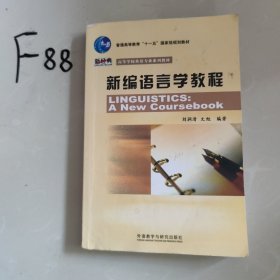 F88
普通高等教育“十一五”国家级规划教材
新经典
高等学校英语专业系列教材
新编语言学教程
LINGUISTICS:
A New Coursebook
刘润清 文旭 编著
外语教学与研究出版社